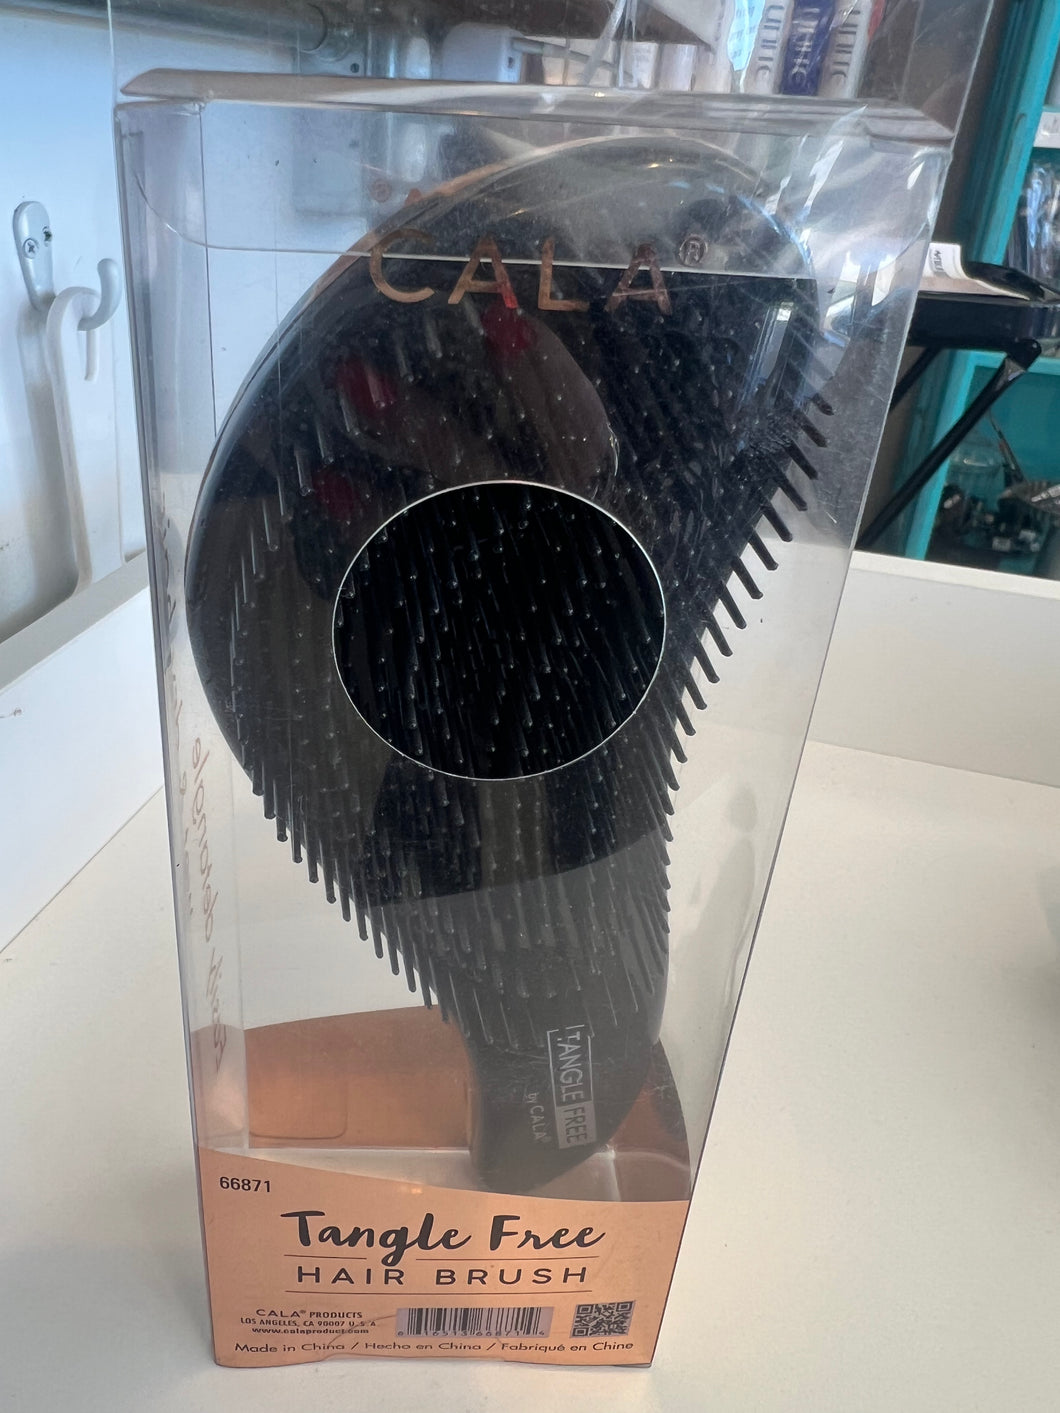 CALA®
TANGLE FREE
by CALA®
66871
Tangle Free
HAIR BRUSH
CALA® PRODUCTS
LOS ANGELES, CA 90007 U.S.A
www.calaproduct.com
Made in China / Hecho en China / Fabriqué en Chine